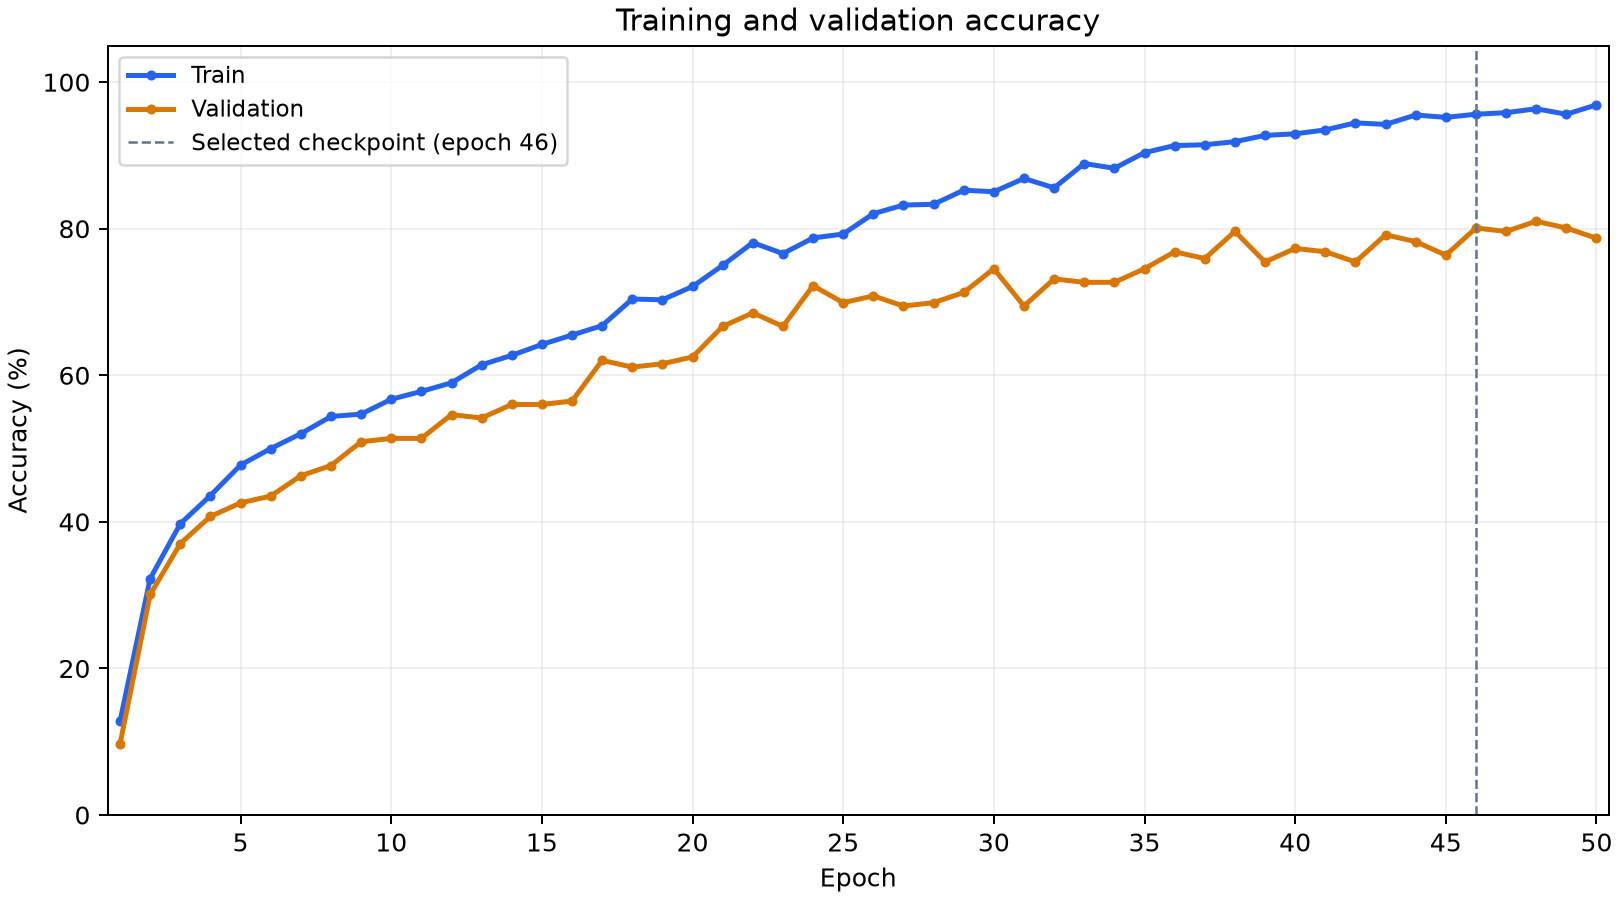 Training and validation accuracy
Train
Validation
Selected checkpoint (epoch 46)
Accuracy (%)
100
80
60
40
20
0
5 10 15 20 25 30 35 40 45 50
Epoch